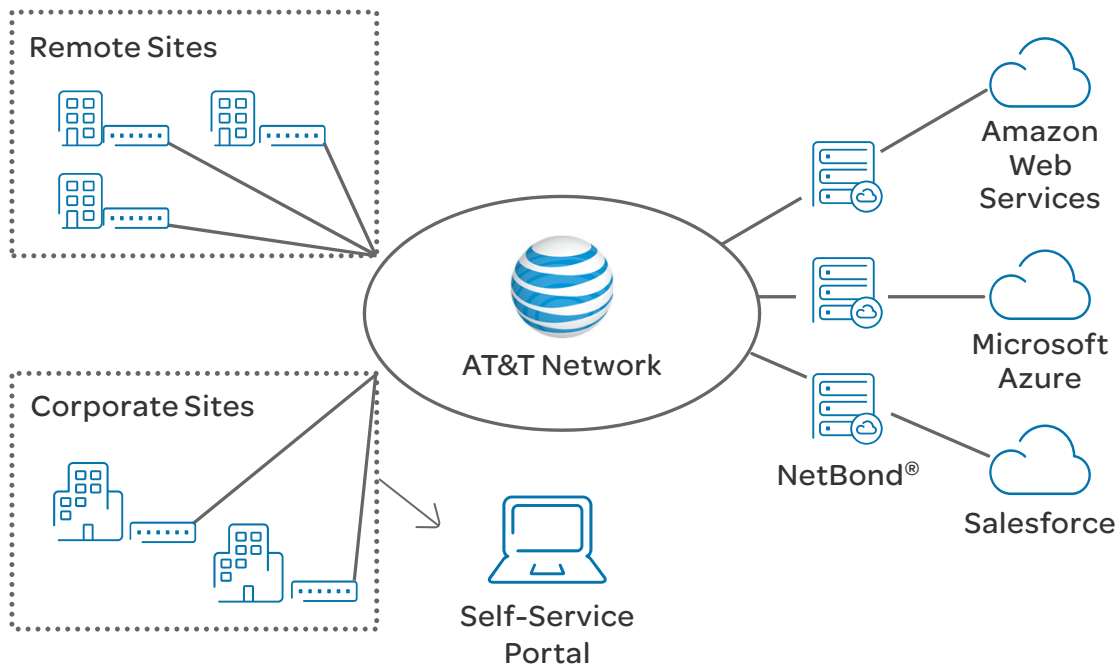 Remote Sites
Corporate Sites
AT&T Network
Self-Service
Portal
NetBond®
Amazon
Web
Services
Microsoft
Azure
Salesforce